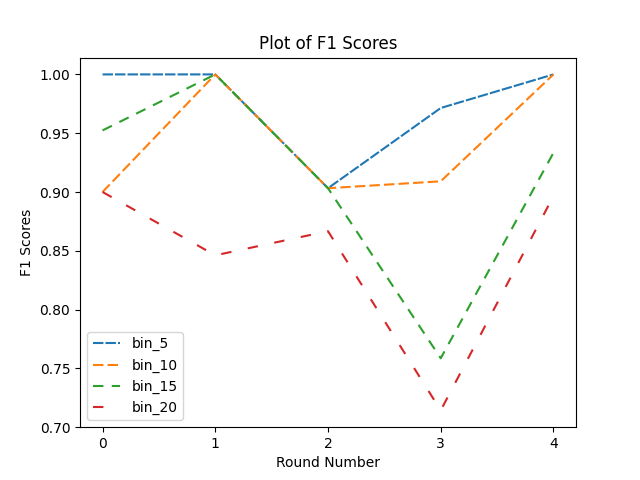 Plot of F1 Scores
F1 Scores
1.00
0.95
0.90
0.85
0.80
0.75
0.70
bin_5
bin_10
bin_15
bin_20
0 1 2 3 4
Round Number